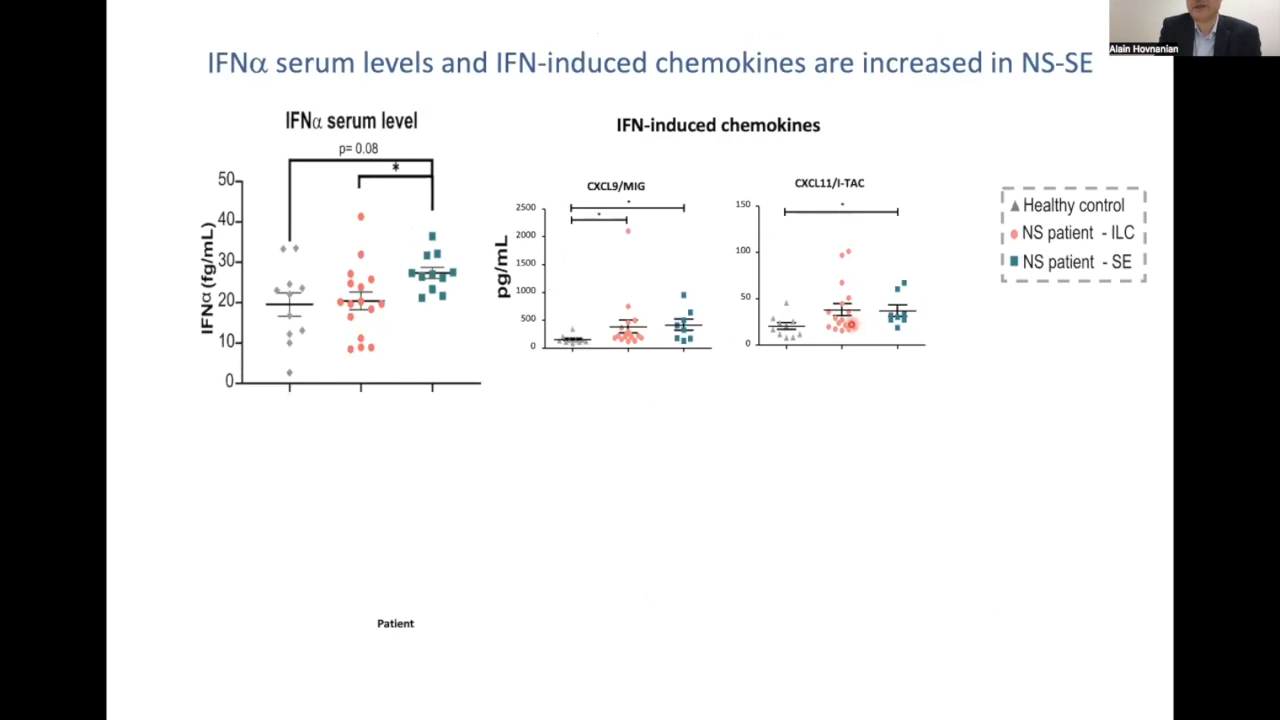 Alain Hovnanian
IFNα serum levels and IFN-induced chemokines are increased in NS-SE
IFNα serum level
p= 0.08
*
IFNα (fg/mL)
50
40
30
20
10
0
IFN-induced chemokines
CXCL9/MIG
*
*
pg/mL
2500
2000
1500
1000
500
0
CXCL11/I-TAC
*
150
100
50
0
Healthy control
NS patient - ILC
NS patient - SE
Patient